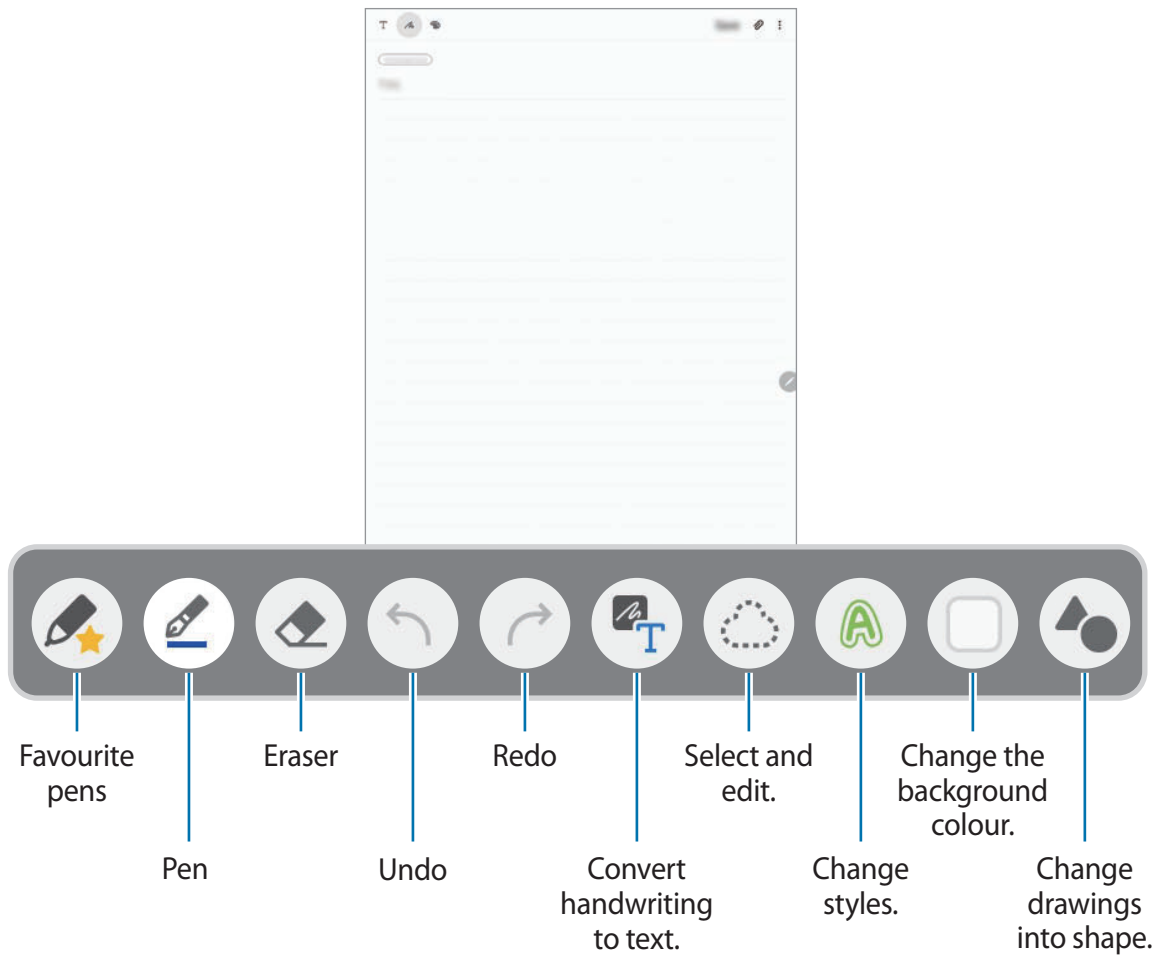 Favourite
pens
Eraser
Redo
Select and
edit.
Change the
background
colour.
Pen
Undo
Convert
handwriting
to text.
Change
styles.
Change
drawings
into shape.